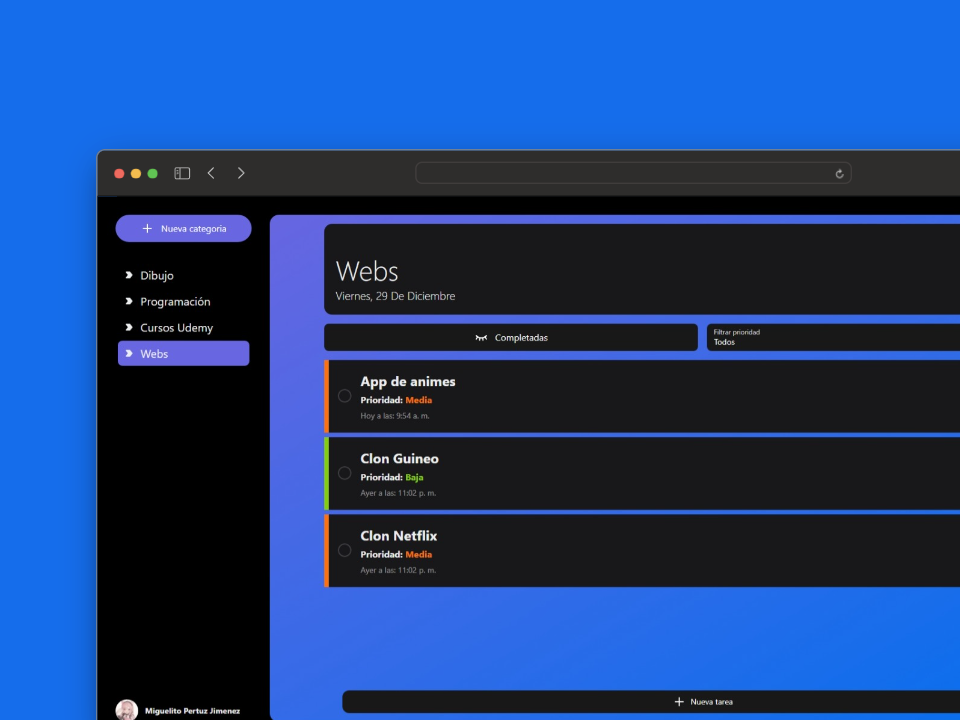 Nueva categoría
Dibujo
Programación
Cursos Udemy
Webs
Miguelito Pertuz Jimenez
Webs
Viernes, 29 De Diciembre
Completadas
Filtrar prioridad
Todos
App de animes
Prioridad: Media
Hoy a las: 9:54 a. m.
Clon Guineo
Prioridad: Baja
Ayer a las: 11:02 p. m.
Clon Netflix
Prioridad: Media
Ayer a las: 11:02 p. m.
Nueva tarea